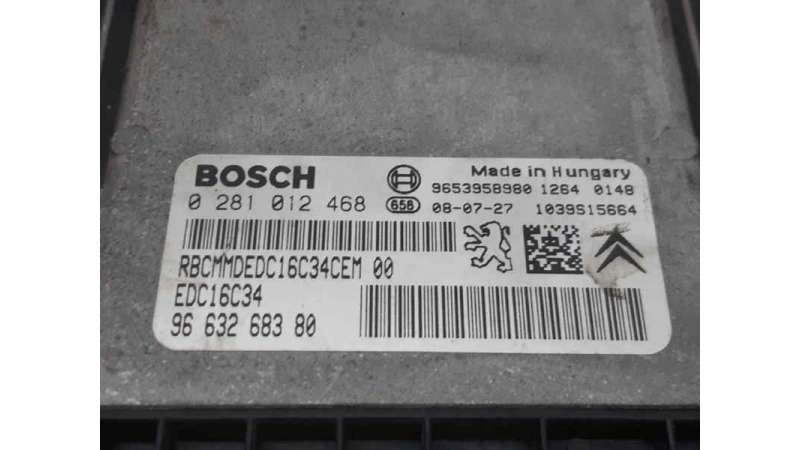 BOSCH
Made in Hungary
9653958980 1264 0148
0 281 012 468
658 08-07-27 1039S15664
RBCMMDEDC16C34CEM 00
EDC16C34
96 632 683 80